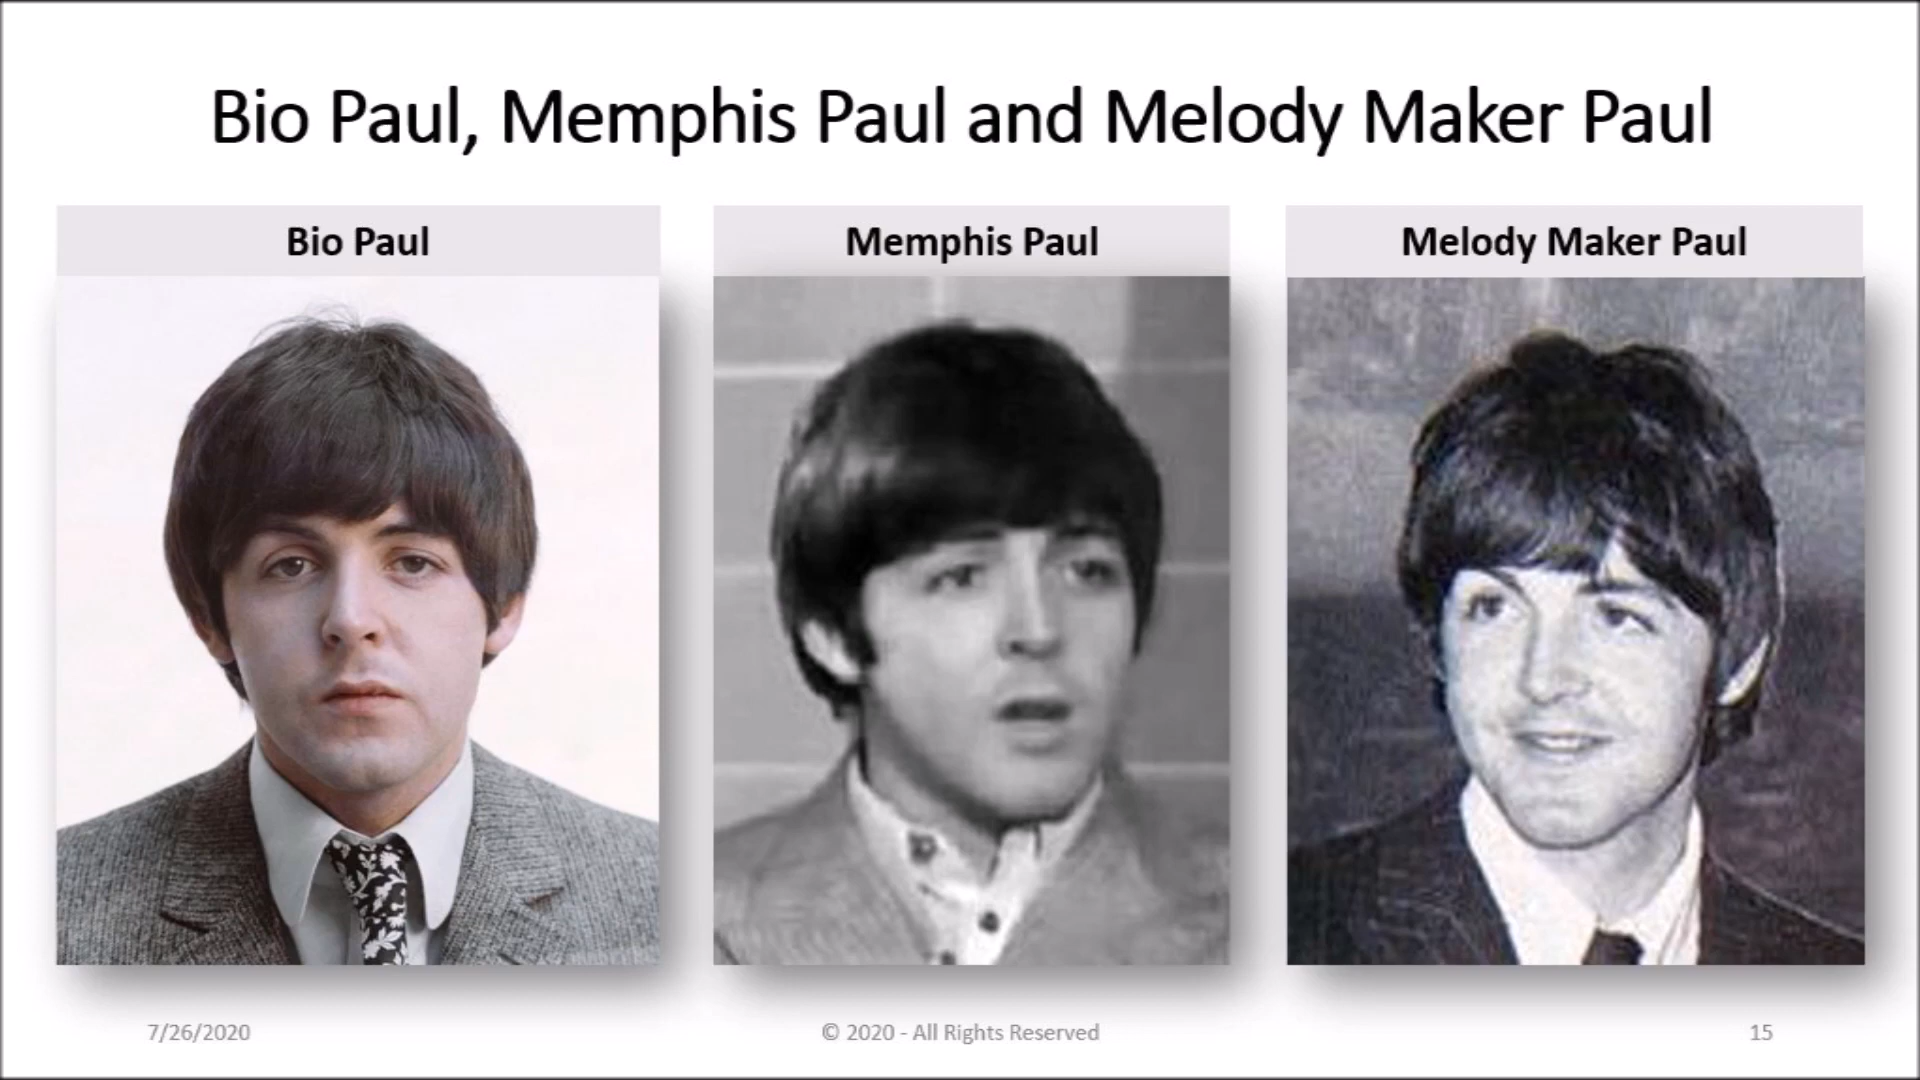 Bio Paul, Memphis Paul and Melody Maker Paul
Bio Paul
Memphis Paul
Melody Maker Paul
7/26/2020
© 2020 - All Rights Reserved
15